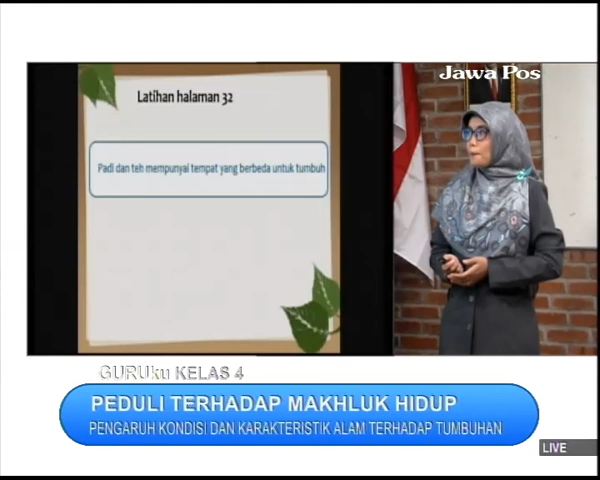 Jawa Pos
Latihan halaman 32
Padi dan teh mempunyai tempat yang berbeda untuk tumbuh
GURUku KELAS 4
PEDULI TERHADAP MAKHLUK HIDUP
PENGARUH KONDISI DAN KARAKTERISTIK ALAM TERHADAP TUMBUHAN
LIVE